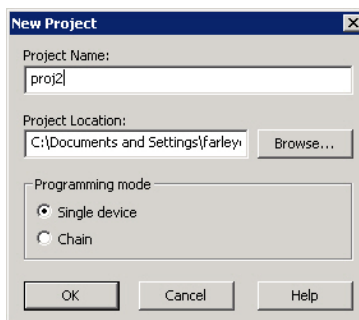 New Project
Project Name:
proj2
Project Location:
C:\Documents and Settings\farley
Browse...
Programming mode
Single device
Chain
OK
Cancel
Help